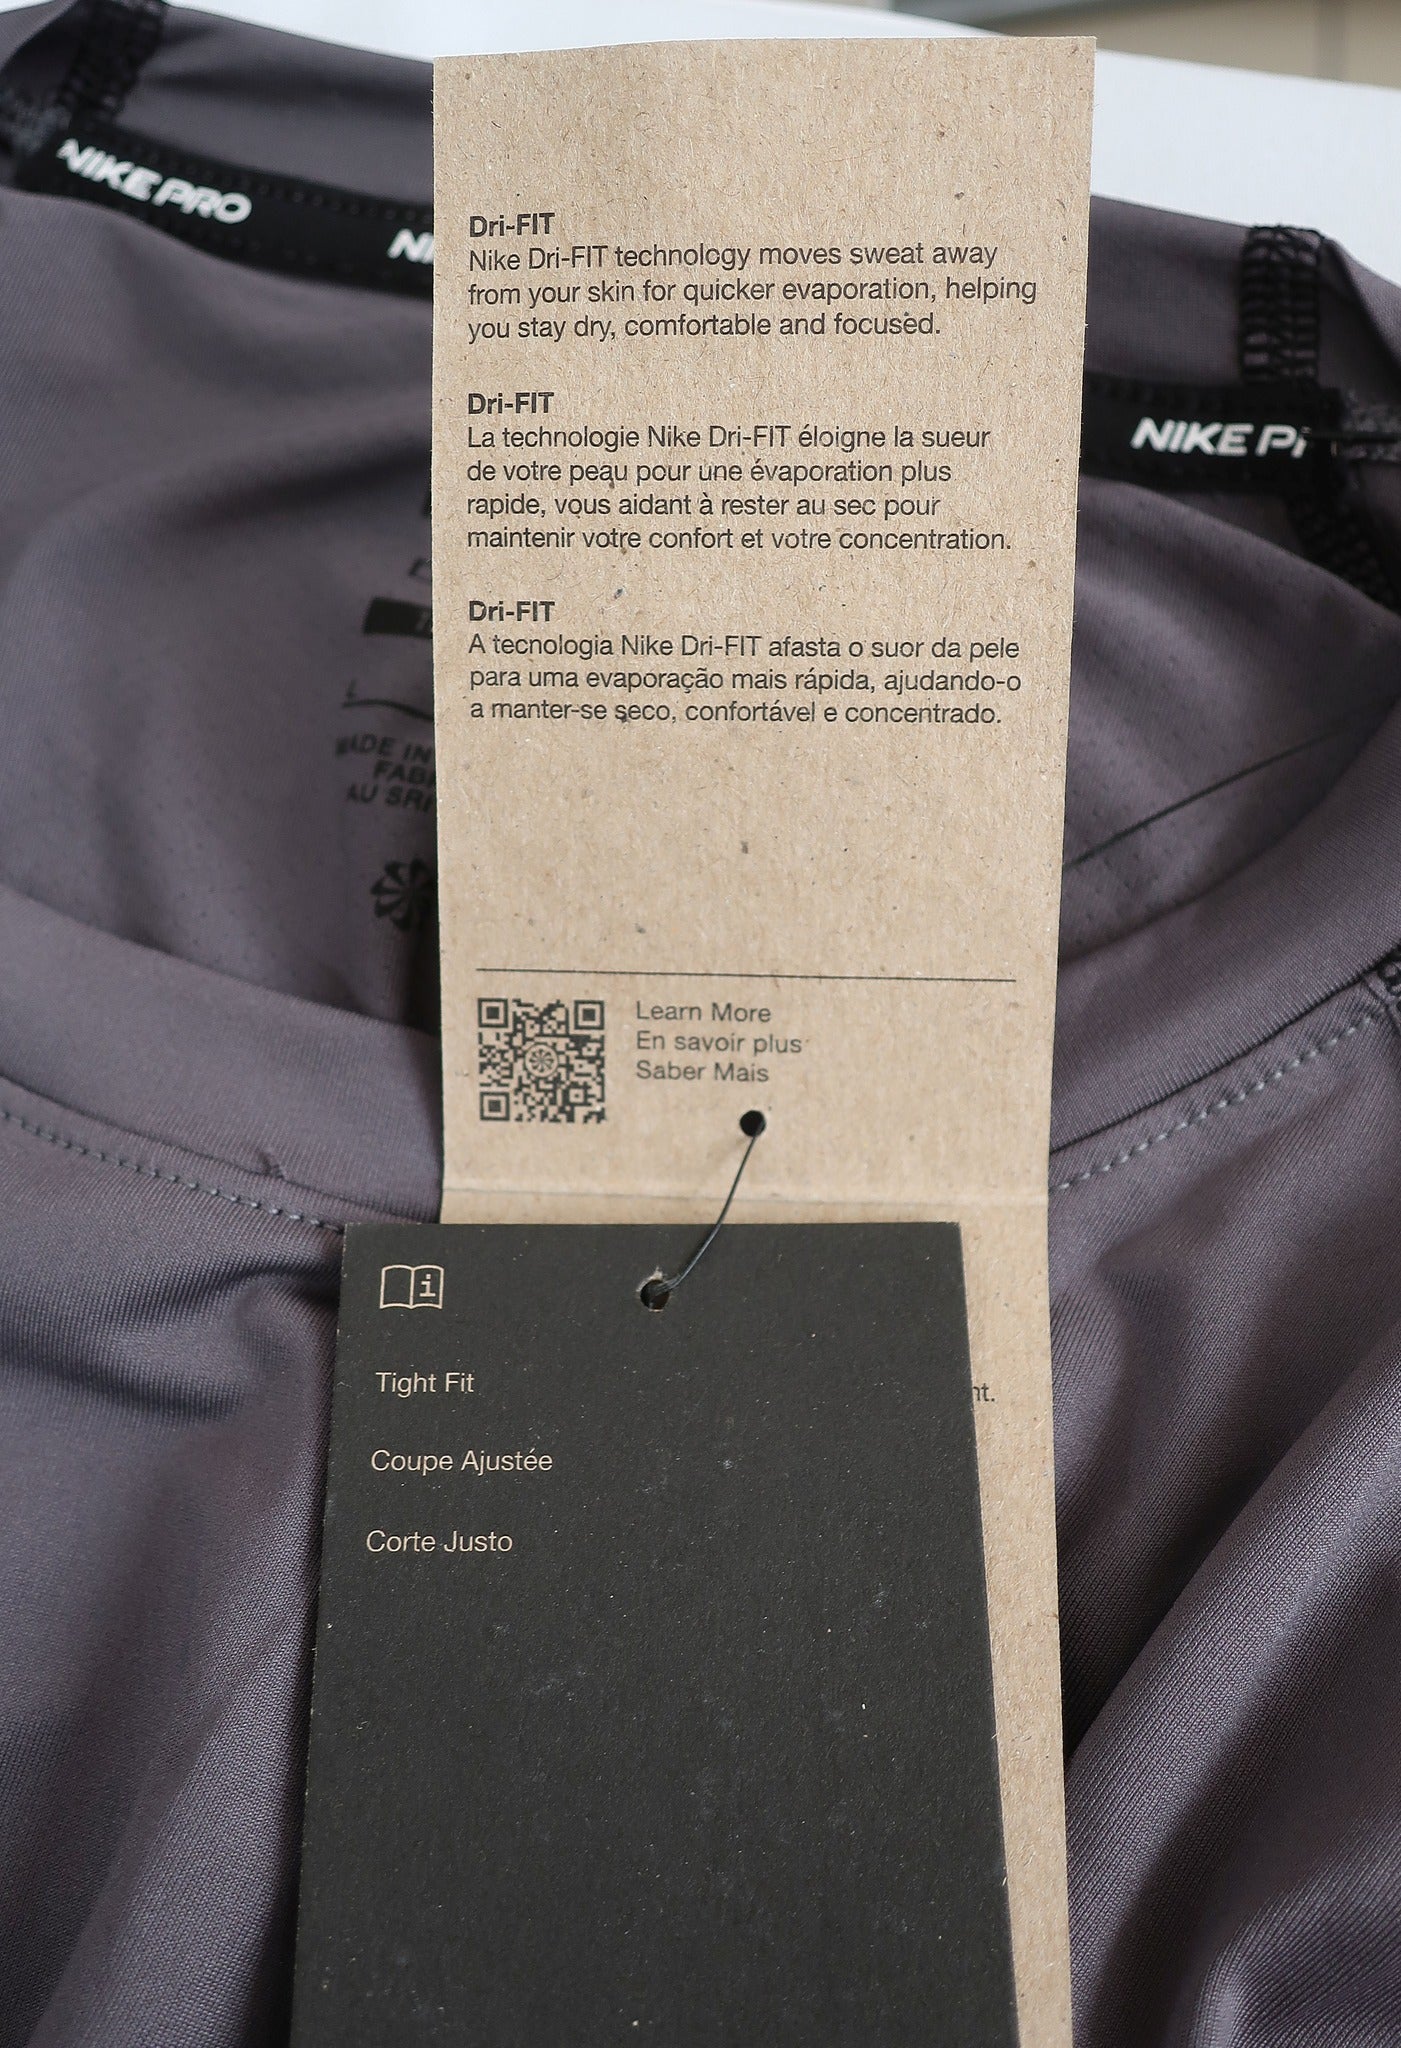 NIKE PRO
NIKE
Dri-FIT
Nike Dri-FIT technology moves sweat away
from your skin for quicker evaporation, helping
you stay dry, comfortable and focused.
Dri-FIT
La technologie Nike Dri-FIT éloigne la sueur
de votre peau pour une évaporation plus
rapide, vous aidant à rester au sec pour
maintenir votre confort et votre concentration.
Dri-FIT
A tecnologia Nike Dri-FIT afasta o suor da pele
para uma evaporação mais rápida, ajudando-o
a manter-se seco, confortável e concentrado.
MADE IN
AU
Learn More
En savoir plus
Saber Mais
i
Tight Fit
Coupe Ajustée
Corte Justo